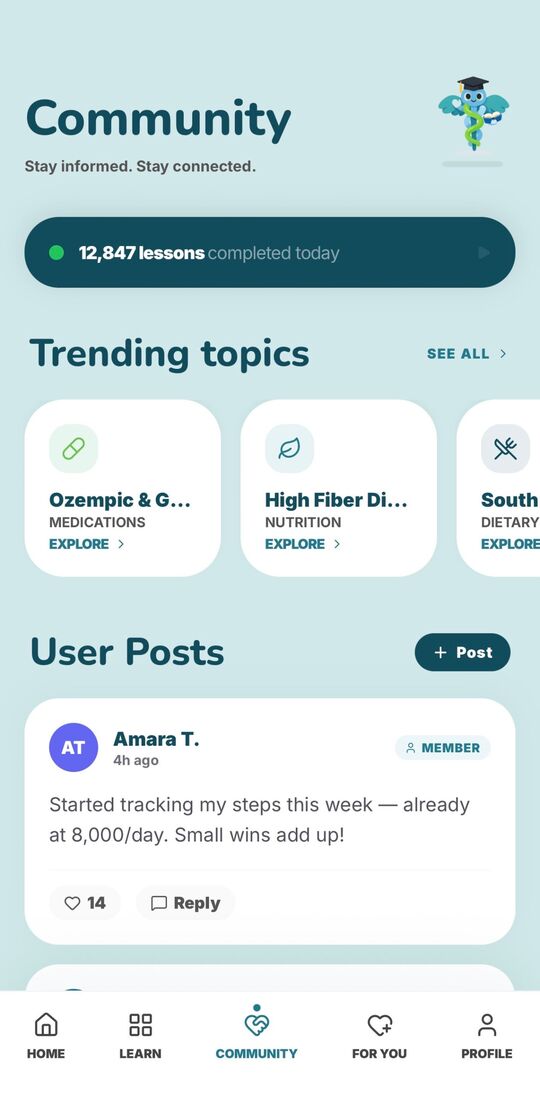 Community
Stay informed. Stay connected.
12,847 lessons completed today
Trending topics
SEE ALL
Ozempic & G...
MEDICATIONS
EXPLORE
High Fiber Di...
NUTRITION
EXPLORE
South
DIETARY
EXPLORE
User Posts
+ Post
AT
Amara T.
4h ago
MEMBER
Started tracking my steps this week — already
at 8,000/day. Small wins add up!
14
Reply
HOME
LEARN
COMMUNITY
FOR YOU
PROFILE